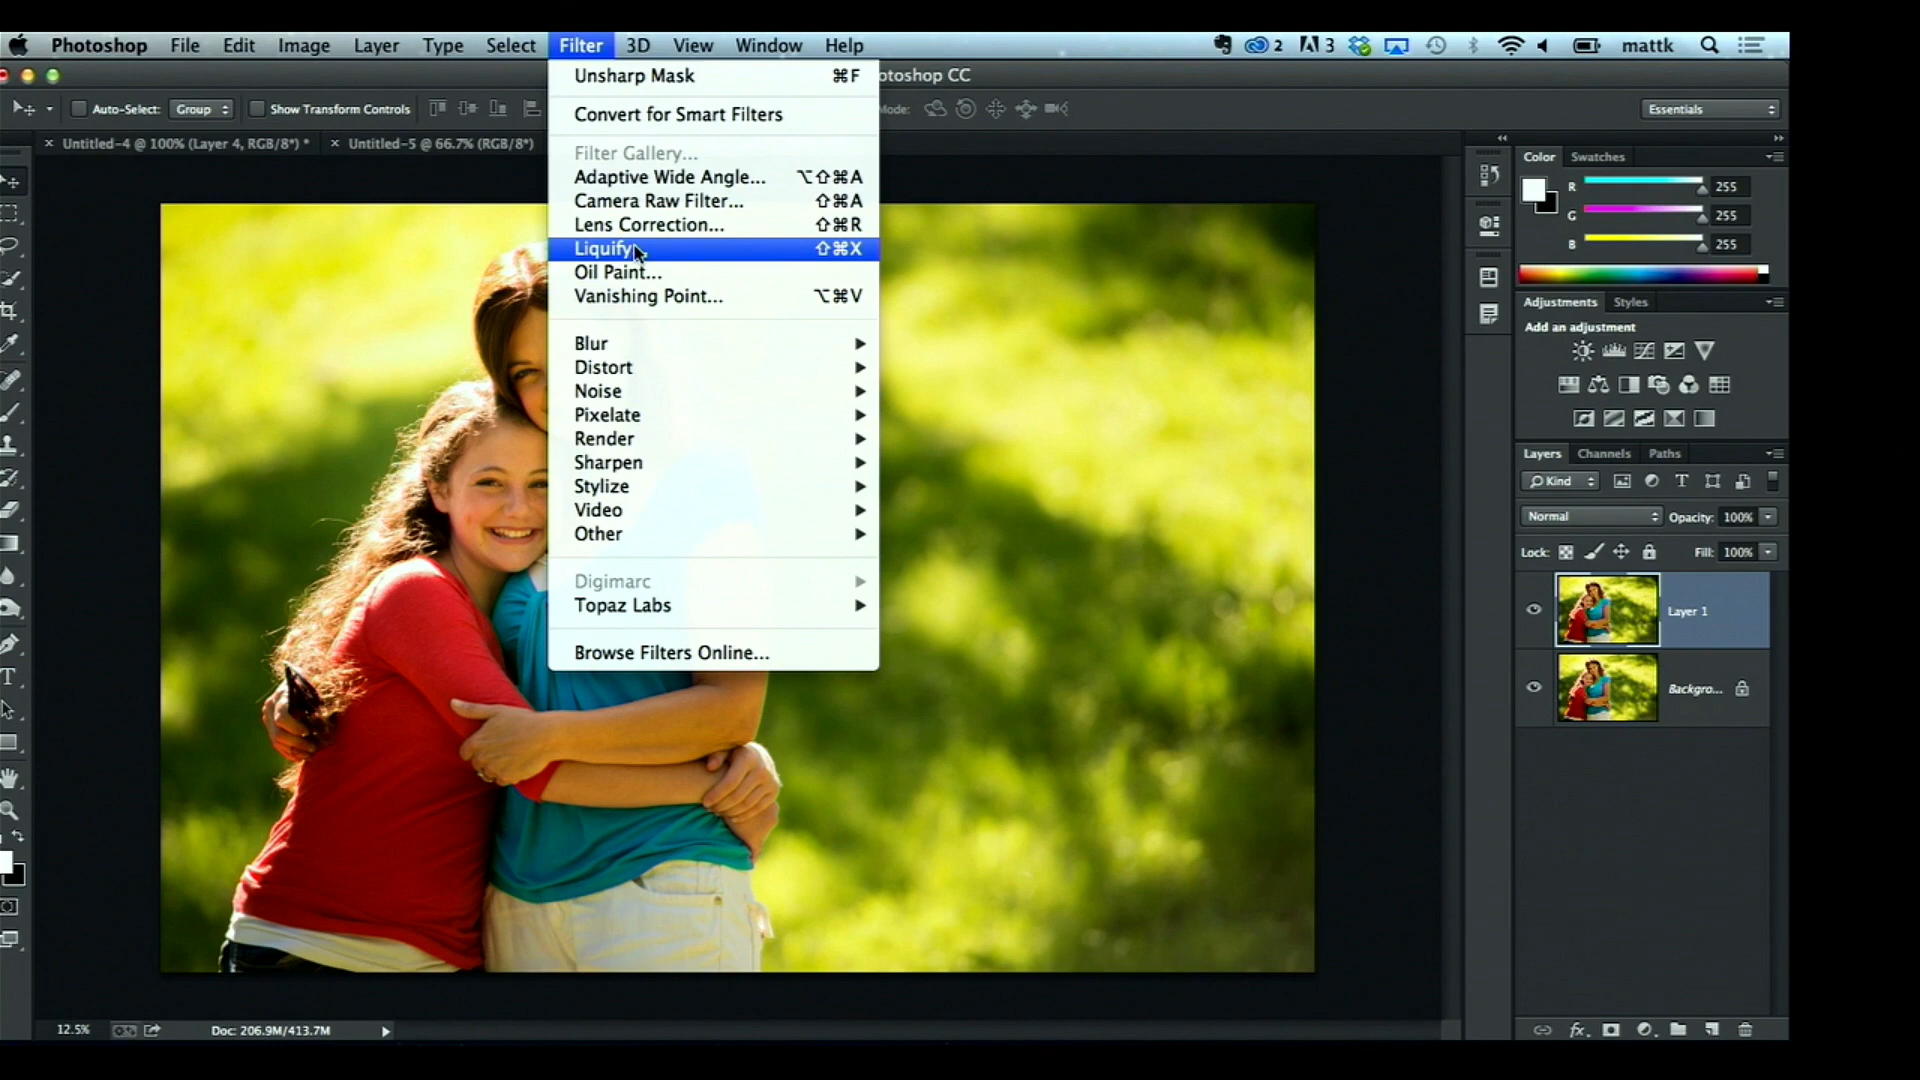 Photoshop File Edit Image Layer Type Select Filter 3D View Window Help 2 3 mattk
otoshop CC
Auto-Select: Group Show Transform Controls Mode: Essentials
× Untitled-4 @ 100% (Layer 4, RGB/8*) * × Untitled-5 @ 66.7% (RGB/8*)
Unsharp Mask ⌘F
Convert for Smart Filters
Filter Gallery...
Adaptive Wide Angle... ⌥⇧⌘A
Camera Raw Filter... ⇧⌘A
Lens Correction... ⇧⌘R
Liquify... ⇧⌘X
Oil Paint...
Vanishing Point... ⌥⌘V
Blur
Distort
Noise
Pixelate
Render
Sharpen
Stylize
Video
Other
Digimarc
Topaz Labs
Browse Filters Online...
Color Swatches
R 255
G 255
B 255
Adjustments Styles
Add an adjustment
Layers Channels Paths
Kind
Normal Opacity: 100%
Lock: Fill: 100%
Layer 1
Backgro...
12.5% Doc: 206.9M/413.7M